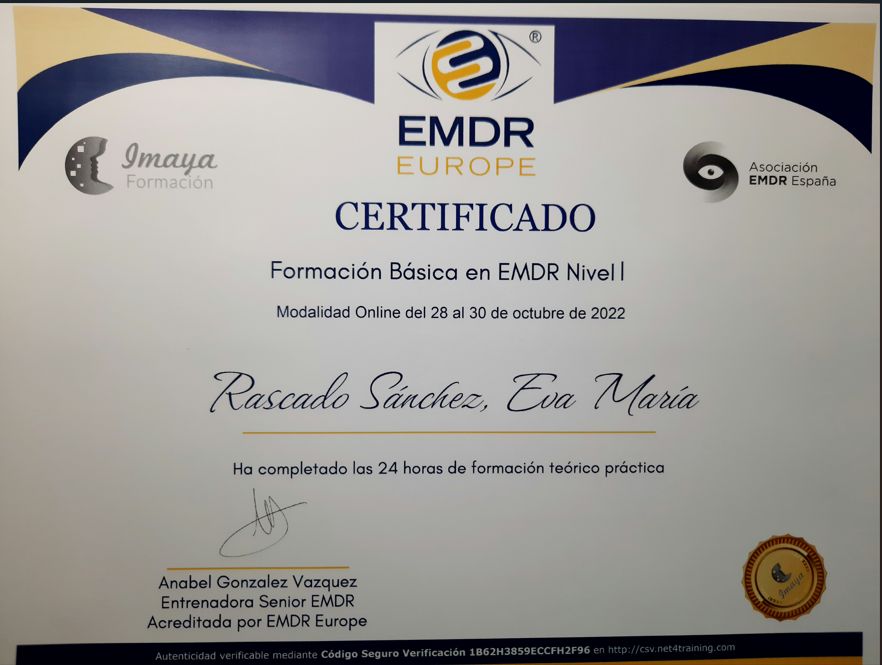 ®
EMDR
EUROPE
Imaya
Formación
Asociación
EMDR España
CERTIFICADO
Formación Básica en EMDR Nivel I
Modalidad Online del 28 al 30 de octubre de 2022
Rascado Sánchez, Eva María
Ha completado las 24 horas de formación teórico práctica
Anabel Gonzalez Vazquez
Entrenadora Senior EMDR
Acreditada por EMDR Europe
Imaya
Autenticidad verificable mediante Código Seguro Verificación 1B62H3859ECCFH2F96 en http://csv.net4training.com